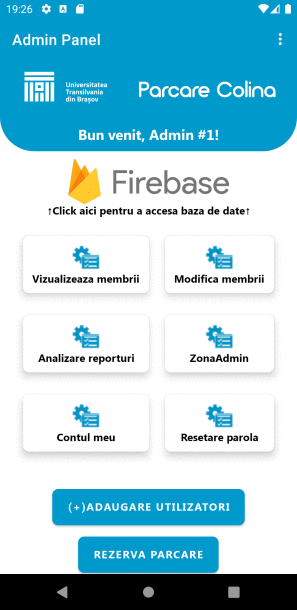 19:26
Admin Panel
Universitatea
Transilvania
din Brașov
Parcare Colina
Bun venit, Admin #1!
Firebase
↑Click aici pentru a accesa baza de date↑
Vizualizeaza membrii
Modifica membrii
Analizare reporturi
ZonaAdmin
Contul meu
Resetare parola
(+)ADAUGARE UTILIZATORI
REZERVA PARCARE